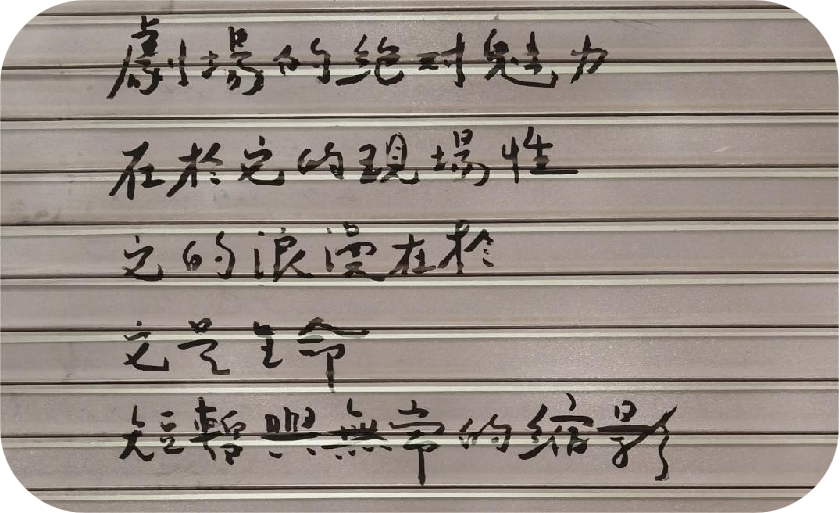 劇場的絶对魅力
在於它的現場性
它的浪漫在於
它是生命
短暫與無常的縮影